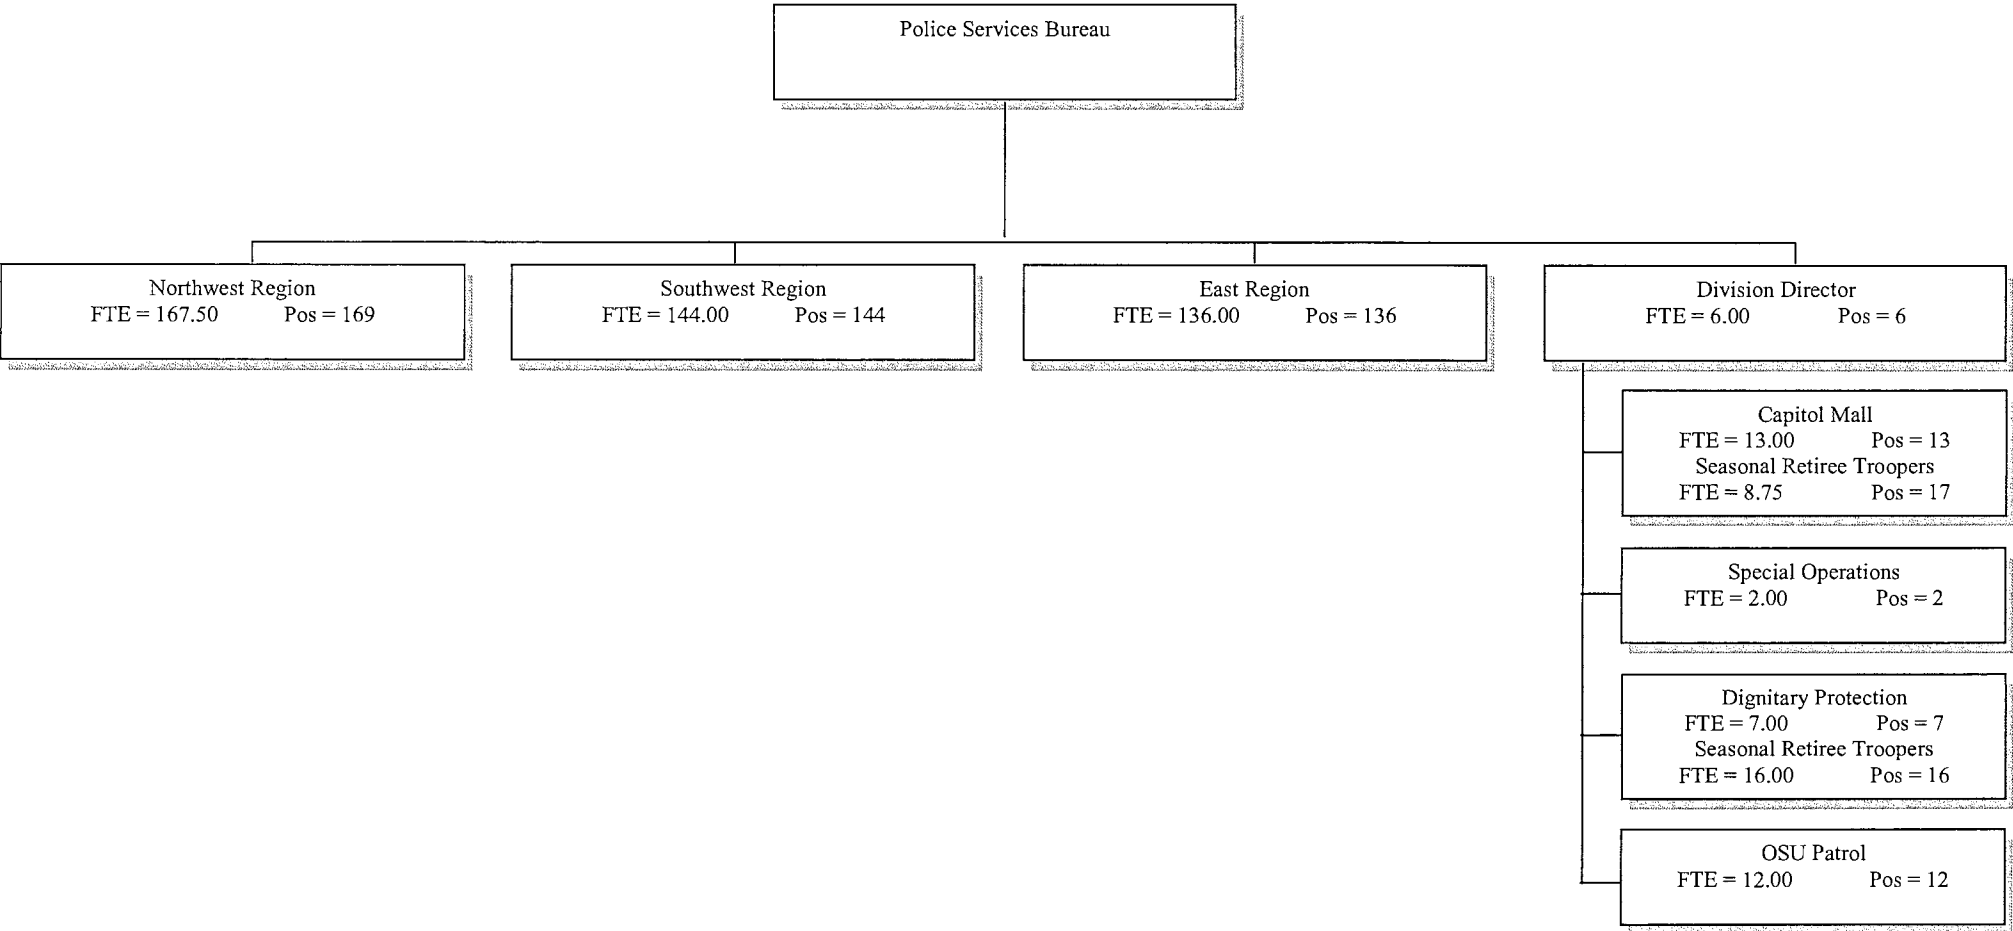 Police Services Bureau
Northwest Region
FTE = 167.50 Pos = 169
Southwest Region
FTE = 144.00 Pos = 144
East Region
FTE = 136.00 Pos = 136
Division Director
FTE = 6.00 Pos = 6
Capitol Mall
FTE = 13.00 Pos = 13
Seasonal Retiree Troopers
FTE = 8.75 Pos = 17
Special Operations
FTE = 2.00 Pos = 2
Dignitary Protection
FTE = 7.00 Pos = 7
Seasonal Retiree Troopers
FTE = 16.00 Pos = 16
OSU Patrol
FTE = 12.00 Pos = 12